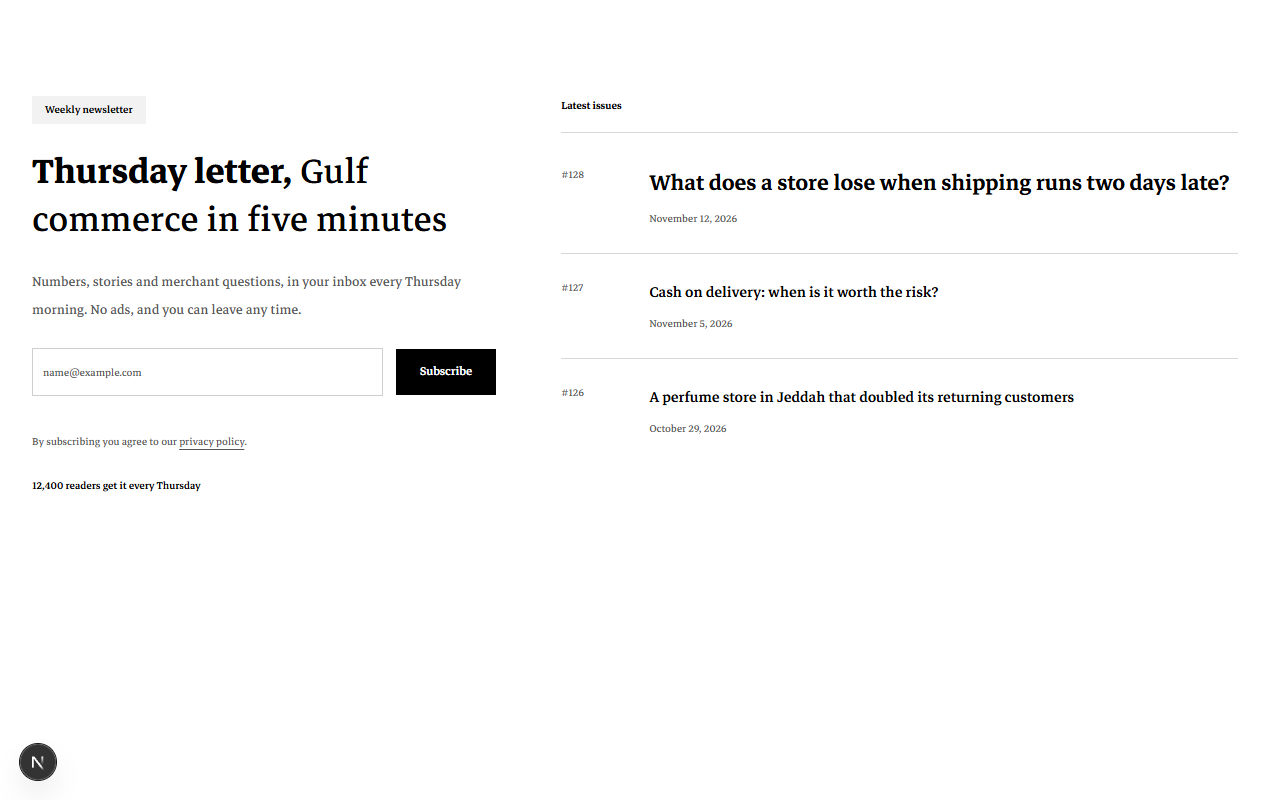 Weekly newsletter
Thursday letter, Gulf
commerce in five minutes
Numbers, stories and merchant questions, in your inbox every Thursday
morning. No ads, and you can leave any time.
name@example.com
Subscribe
By subscribing you agree to our privacy policy.
12,400 readers get it every Thursday
Latest issues
#128
What does a store lose when shipping runs two days late?
November 12, 2026
#127
Cash on delivery: when is it worth the risk?
November 5, 2026
#126
A perfume store in Jeddah that doubled its returning customers
October 29, 2026
N